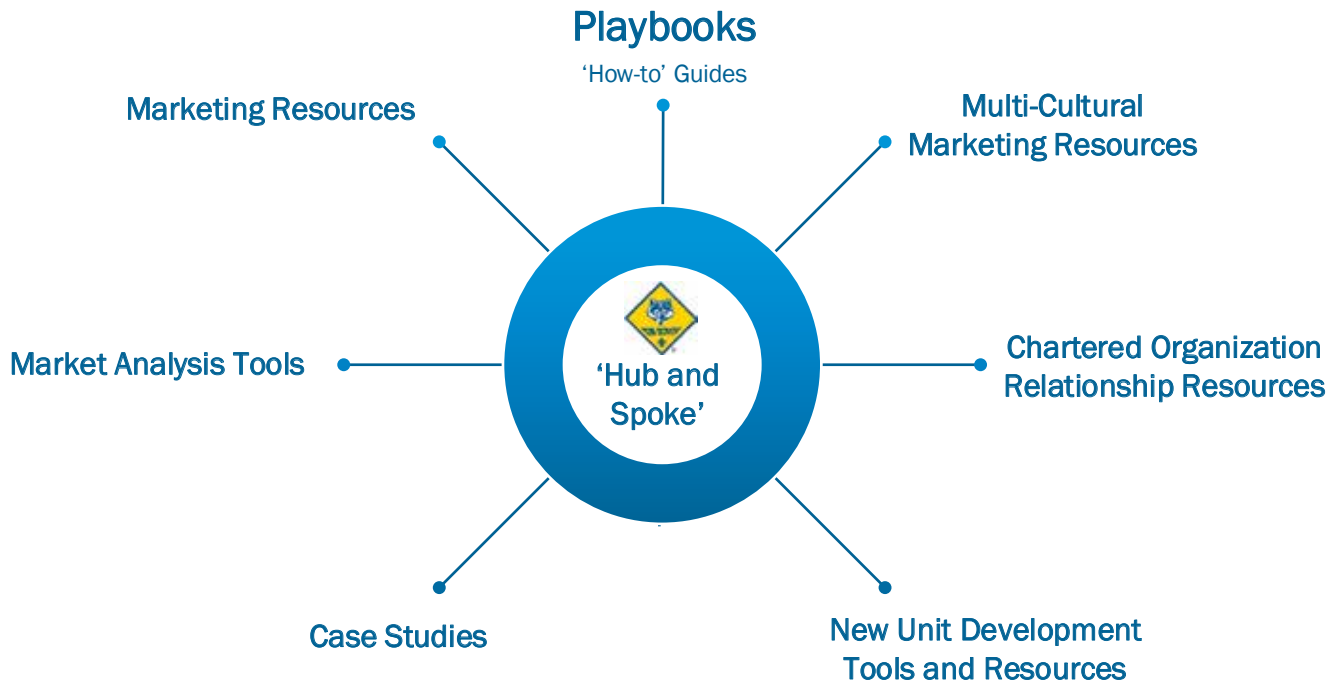 Playbooks
‘How-to’ Guides
Marketing Resources
Multi-Cultural
Marketing Resources
Market Analysis Tools
‘Hub and
Spoke’
Chartered Organization
Relationship Resources
Case Studies
New Unit Development
Tools and Resources